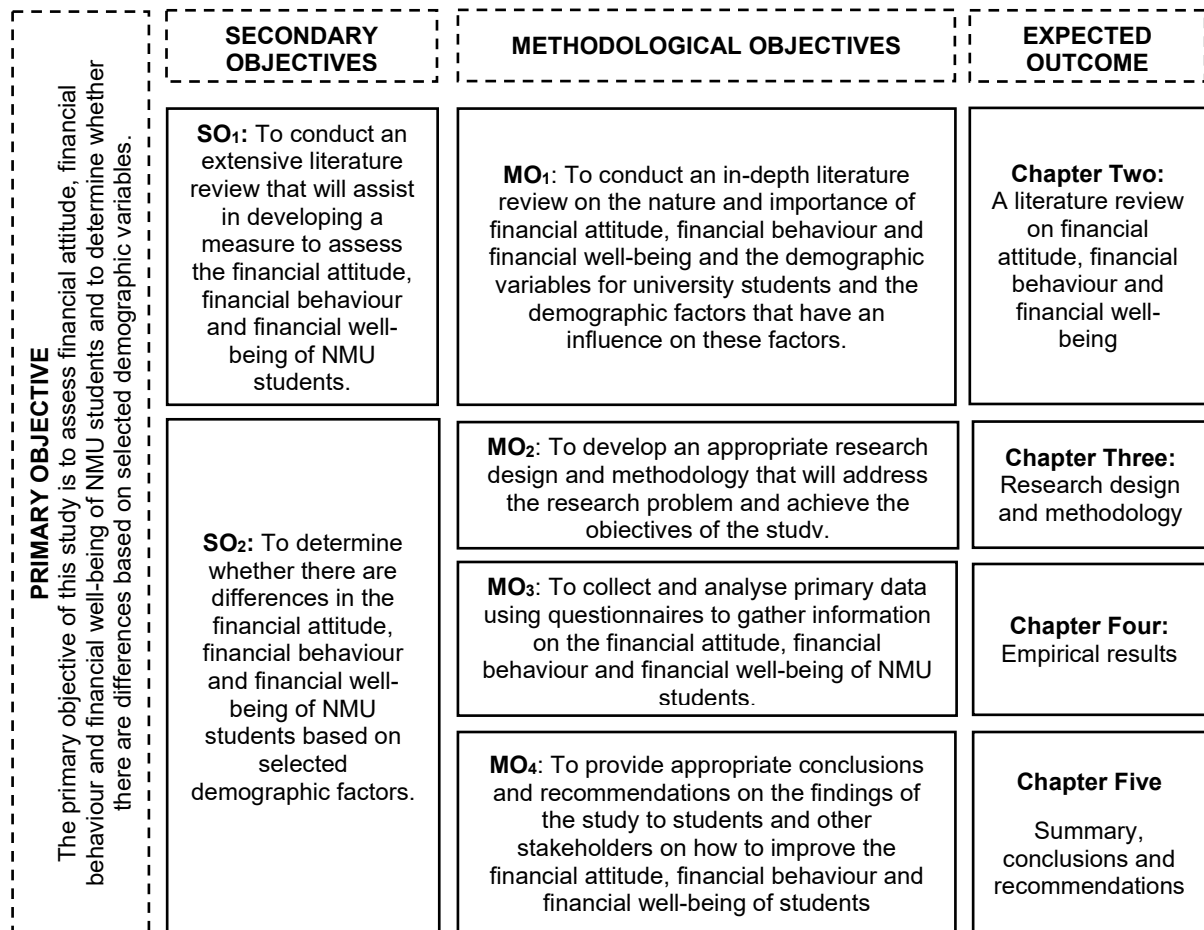 PRIMARY OBJECTIVE
The primary objective of this study is to assess financial attitude, financial
behaviour and financial well-being of NMU students and to determine whether
there are differences based on selected demographic variables.
SECONDARY
OBJECTIVES
METHODOLOGICAL OBJECTIVES
EXPECTED
OUTCOME
SO₁: To conduct an
extensive literature
review that will assist
in developing a
measure to assess
the financial attitude,
financial behaviour
and financial well-
being of NMU
students.
MO₁: To conduct an in-depth literature
review on the nature and importance of
financial attitude, financial behaviour and
financial well-being and the demographic
variables for university students and the
demographic factors that have an
influence on these factors.
Chapter Two:
A literature review
on financial
attitude, financial
behaviour and
financial well-
being
SO₂: To determine
whether there are
differences in the
financial attitude,
financial behaviour
and financial well-
being of NMU
students based on
selected
demographic factors.
MO₂: To develop an appropriate research
design and methodology that will address
the research problem and achieve the
objectives of the study.
Chapter Three:
Research design
and methodology
MO₃: To collect and analyse primary data
using questionnaires to gather information
on the financial attitude, financial
behaviour and financial well-being of NMU
students.
Chapter Four:
Empirical results
MO₄: To provide appropriate conclusions
and recommendations on the findings of
the study to students and other
stakeholders on how to improve the
financial attitude, financial behaviour and
financial well-being of students
Chapter Five
Summary,
conclusions and
recommendations